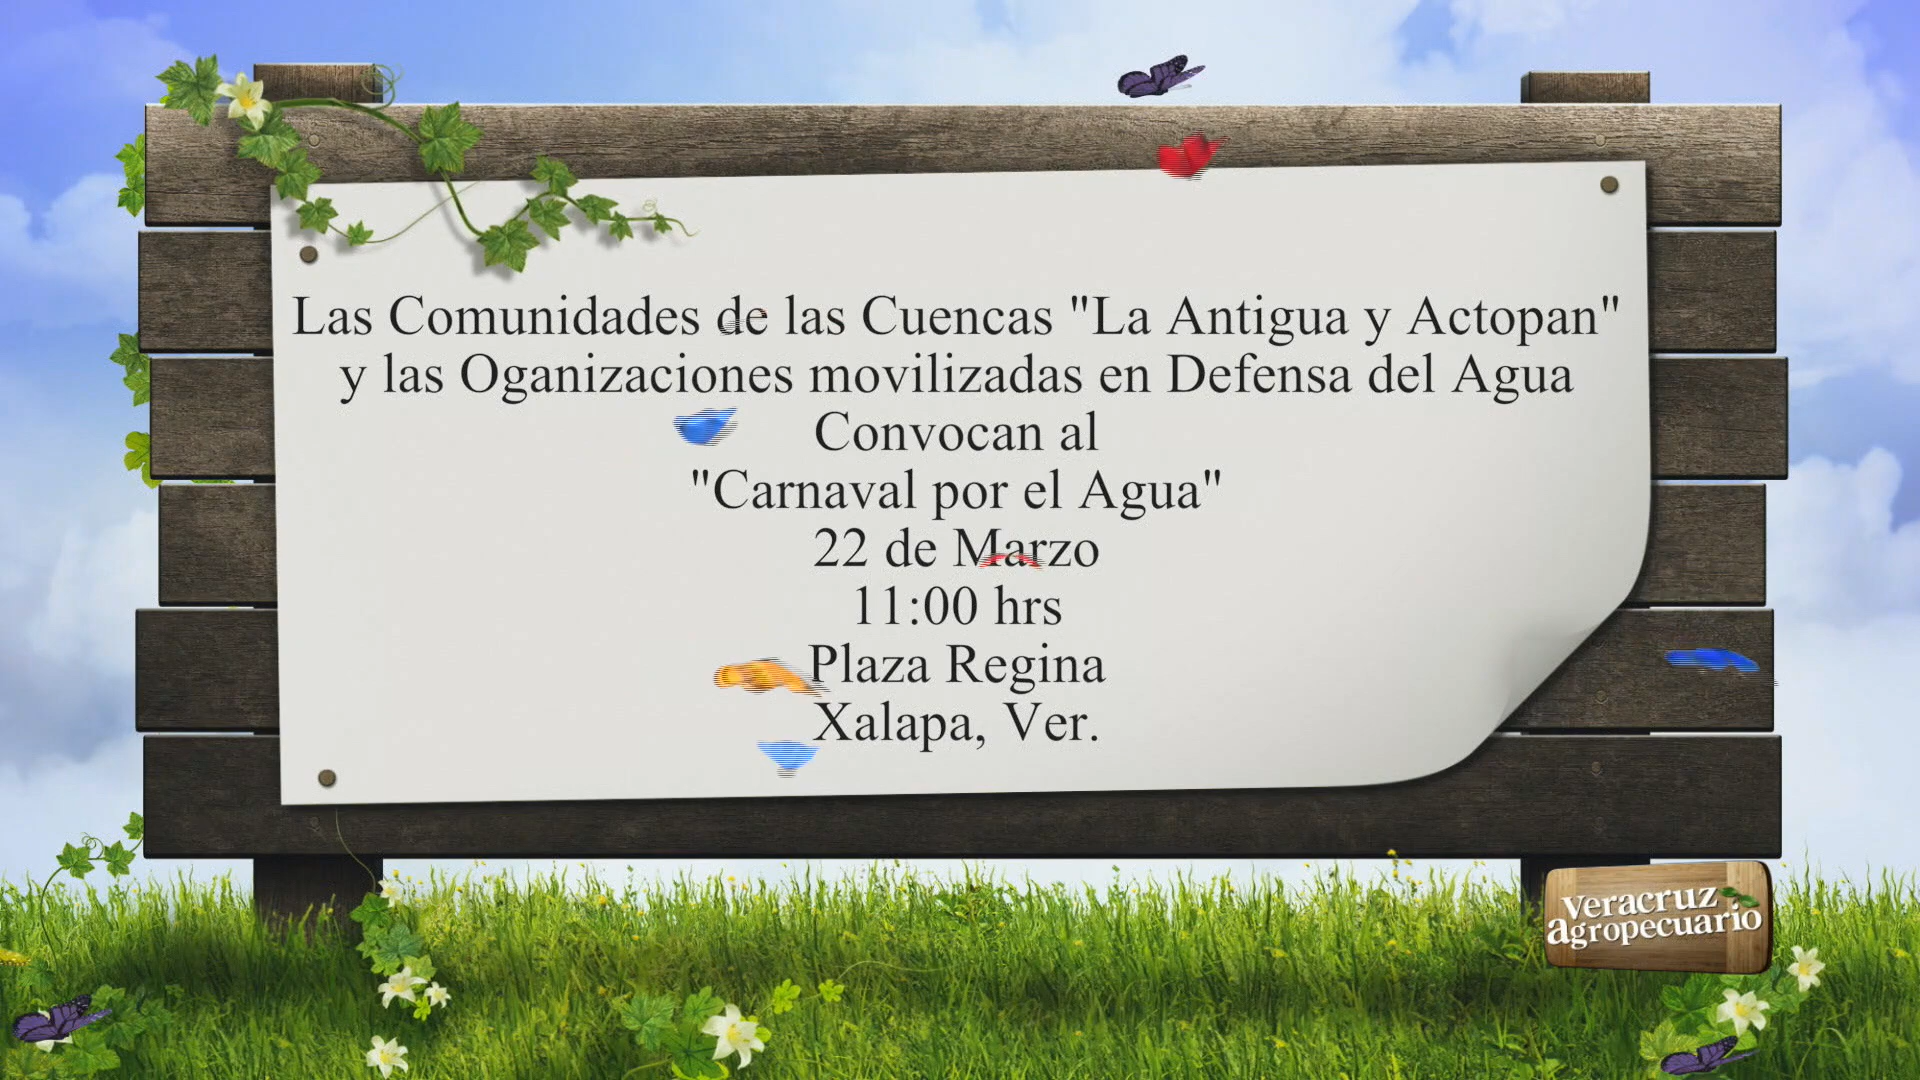 Las Comunidades de las Cuencas "La Antigua y Actopan"
y las Oganizaciones movilizadas en Defensa del Agua
Convocan al
"Carnaval por el Agua"
22 de Marzo
11:00 hrs
Plaza Regina
Xalapa, Ver.
veracruz
agropecuario